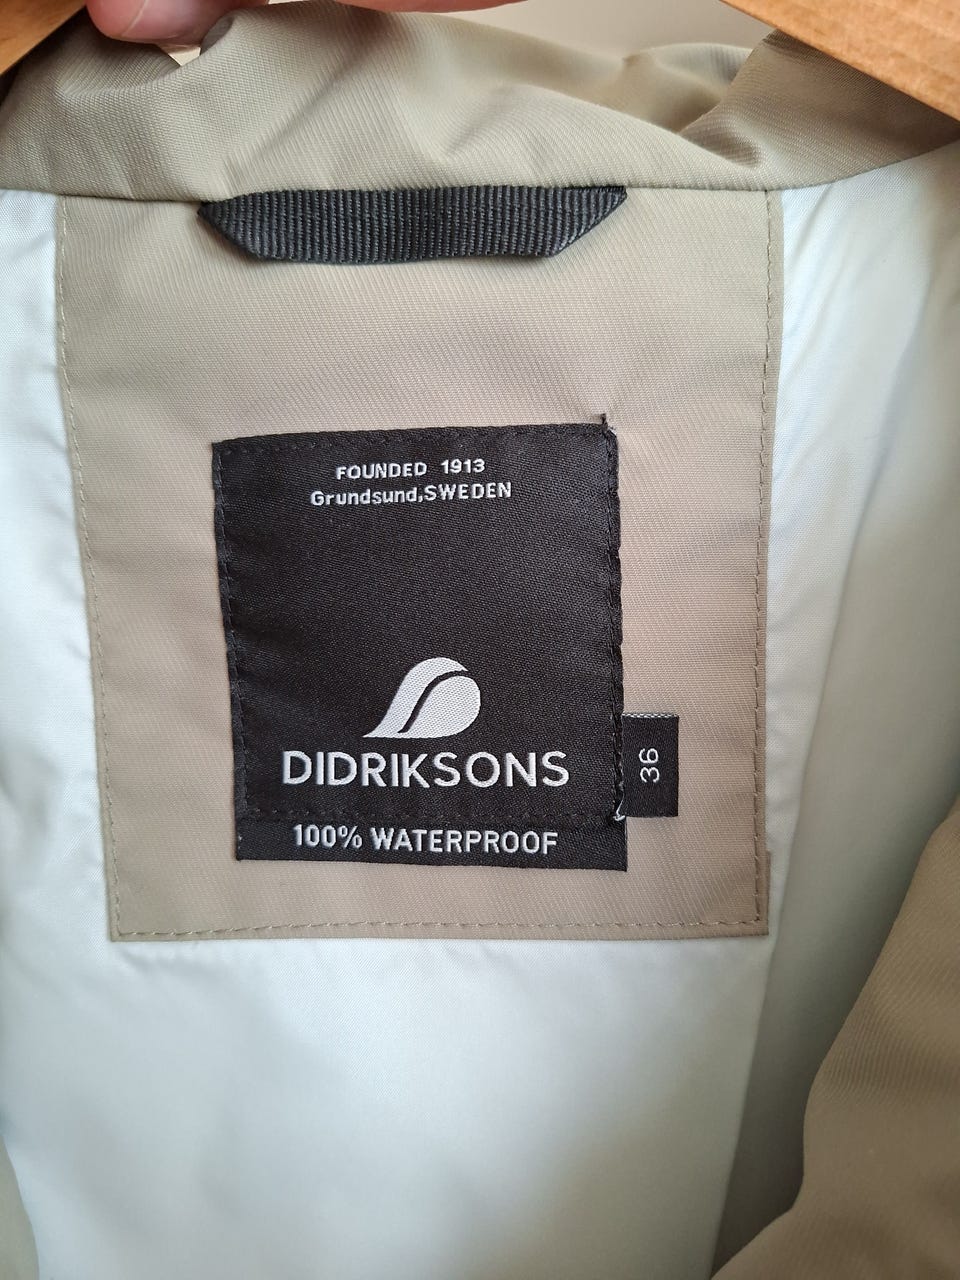 FOUNDED 1913
Grundsund,SWEDEN
DIDRIKSONS
36
100% WATERPROOF